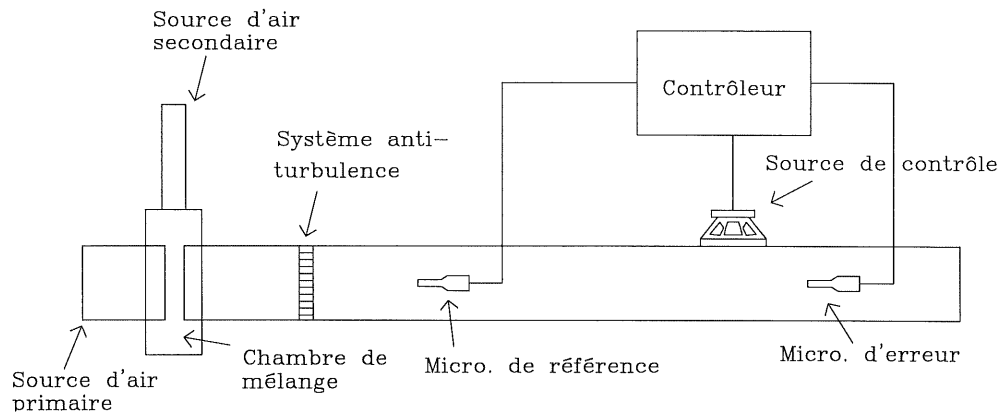 Source d'air
secondaire
Contrôleur
Système anti-
turbulence
Source de contrôle
Chambre de
mélange
Micro. de référence
Micro. d'erreur
Source d'air
primaire